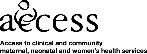 access
Access to clinical and community
maternal, neonatal and women's health services